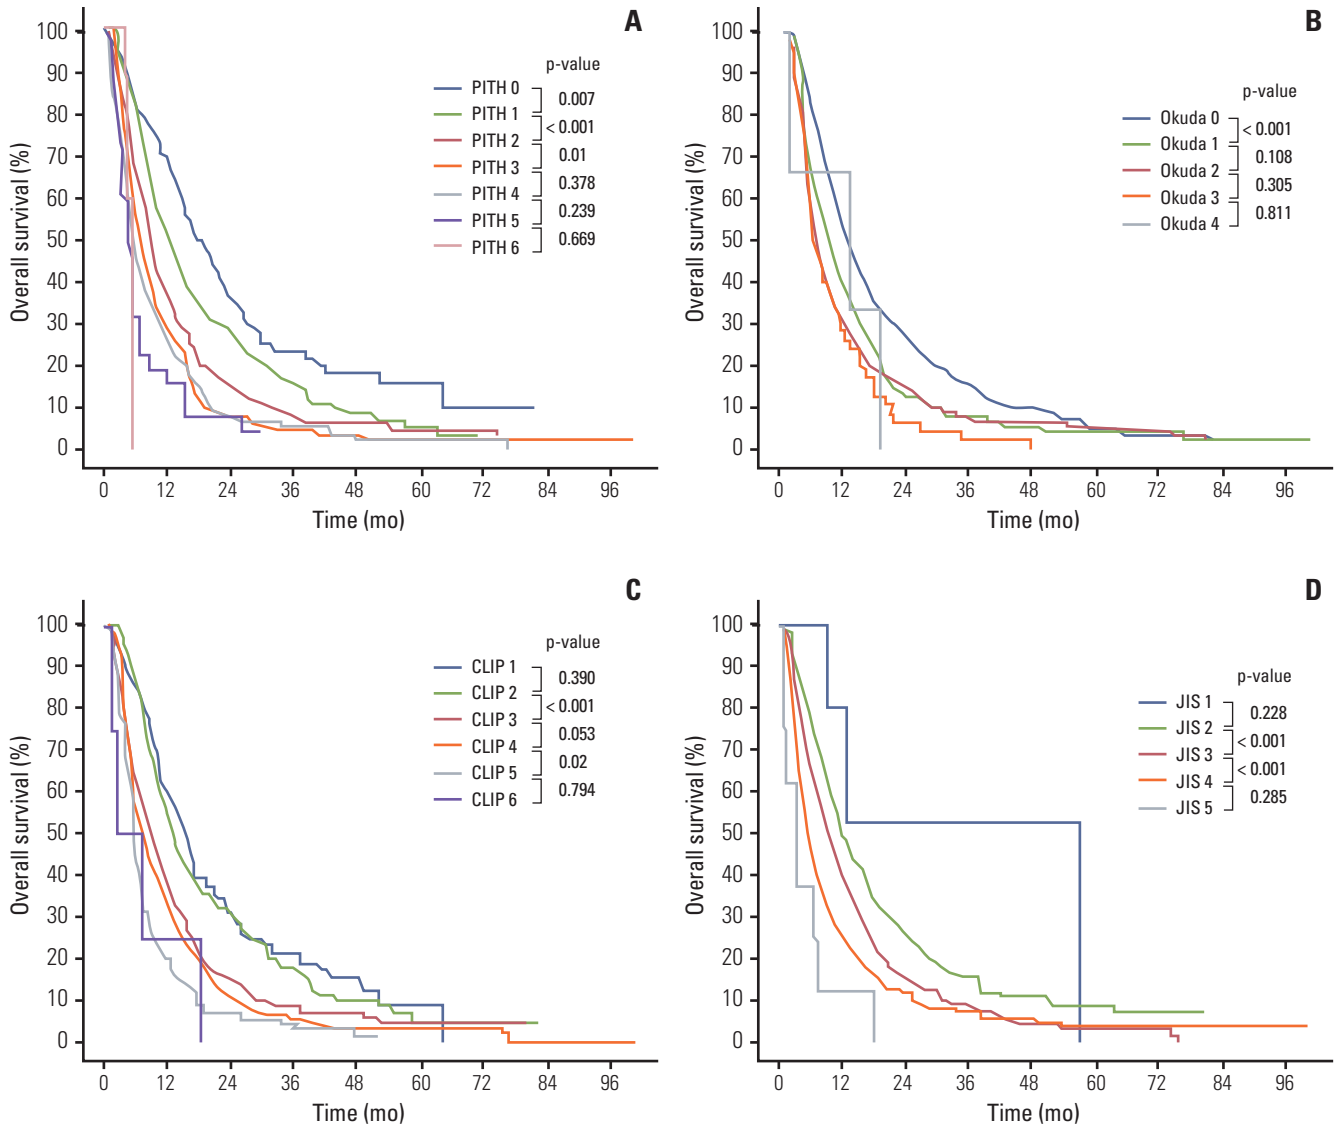 A
Overall survival (%)
100
90
80
70
60
50
40
30
20
10
0
p-value
PITH 0
0.007
PITH 1
< 0.001
PITH 2
0.01
PITH 3
0.378
PITH 4
0.239
PITH 5
0.669
PITH 6
0 12 24 36 48 60 72 84 96
Time (mo)
B
Overall survival (%)
100
90
80
70
60
50
40
30
20
10
0
p-value
Okuda 0
< 0.001
Okuda 1
0.108
Okuda 2
0.305
Okuda 3
0.811
Okuda 4
0 12 24 36 48 60 72 84 96
Time (mo)
C
Overall survival (%)
100
90
80
70
60
50
40
30
20
10
0
p-value
CLIP 1
0.390
CLIP 2
< 0.001
CLIP 3
0.053
CLIP 4
0.02
CLIP 5
0.794
CLIP 6
0 12 24 36 48 60 72 84 96
Time (mo)
D
Overall survival (%)
100
90
80
70
60
50
40
30
20
10
0
p-value
JIS 1
0.228
JIS 2
< 0.001
JIS 3
< 0.001
JIS 4
0.285
JIS 5
0 12 24 36 48 60 72 84 96
Time (mo)